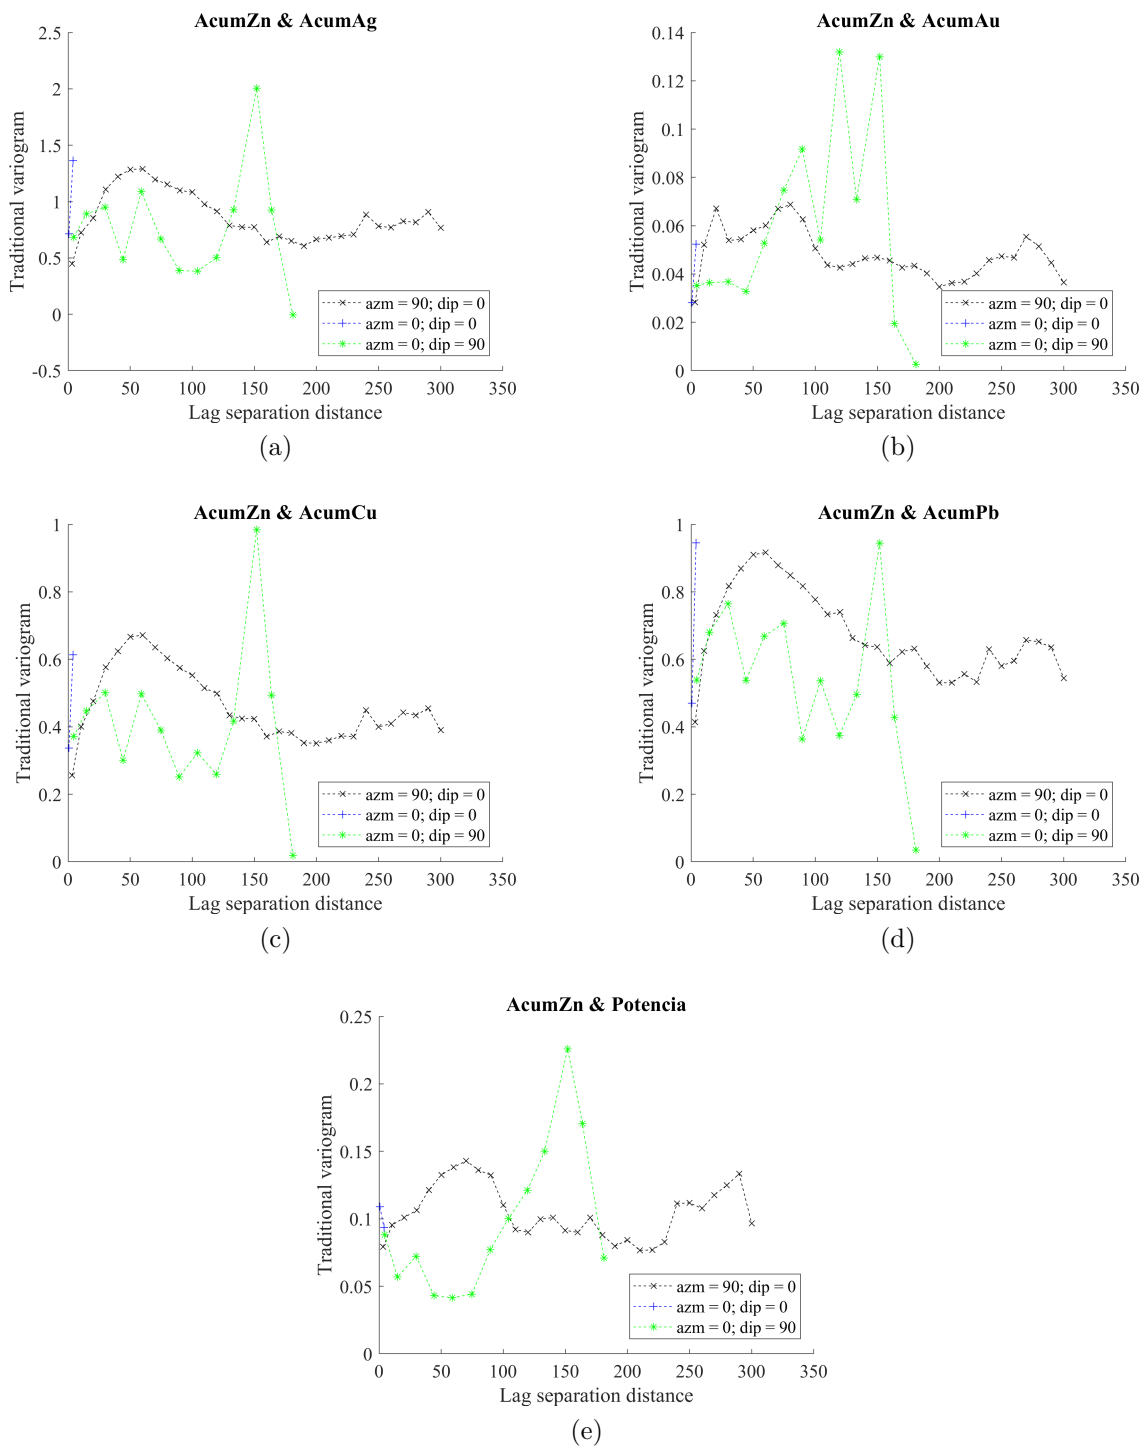 AcumZn & AcumAg
2.5
2
1.5
1
0.5
0
-0.5
Traditional variogram
0 50 100 150 200 250 300 350
Lag separation distance
azm = 90; dip = 0
azm = 0; dip = 0
azm = 0; dip = 90
(a)
AcumZn & AcumAu
0.14
0.12
0.1
0.08
0.06
0.04
0.02
0
Traditional variogram
0 50 100 150 200 250 300 350
Lag separation distance
azm = 90; dip = 0
azm = 0; dip = 0
azm = 0; dip = 90
(b)
AcumZn & AcumCu
1
0.8
0.6
0.4
0.2
0
Traditional variogram
0 50 100 150 200 250 300 350
Lag separation distance
azm = 90; dip = 0
azm = 0; dip = 0
azm = 0; dip = 90
(c)
AcumZn & AcumPb
1
0.8
0.6
0.4
0.2
0
Traditional variogram
0 50 100 150 200 250 300 350
Lag separation distance
azm = 90; dip = 0
azm = 0; dip = 0
azm = 0; dip = 90
(d)
AcumZn & Potencia
0.25
0.2
0.15
0.1
0.05
0
Traditional variogram
0 50 100 150 200 250 300 350
Lag separation distance
azm = 90; dip = 0
azm = 0; dip = 0
azm = 0; dip = 90
(e)